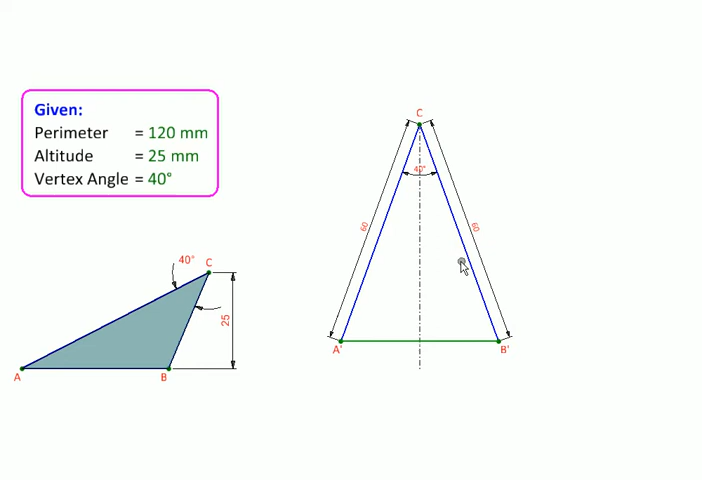 Given:
Perimeter = 120 mm
Altitude = 25 mm
Vertex Angle = 40°
C
40°
60
60
A'
B'
40°
C
25
A
B